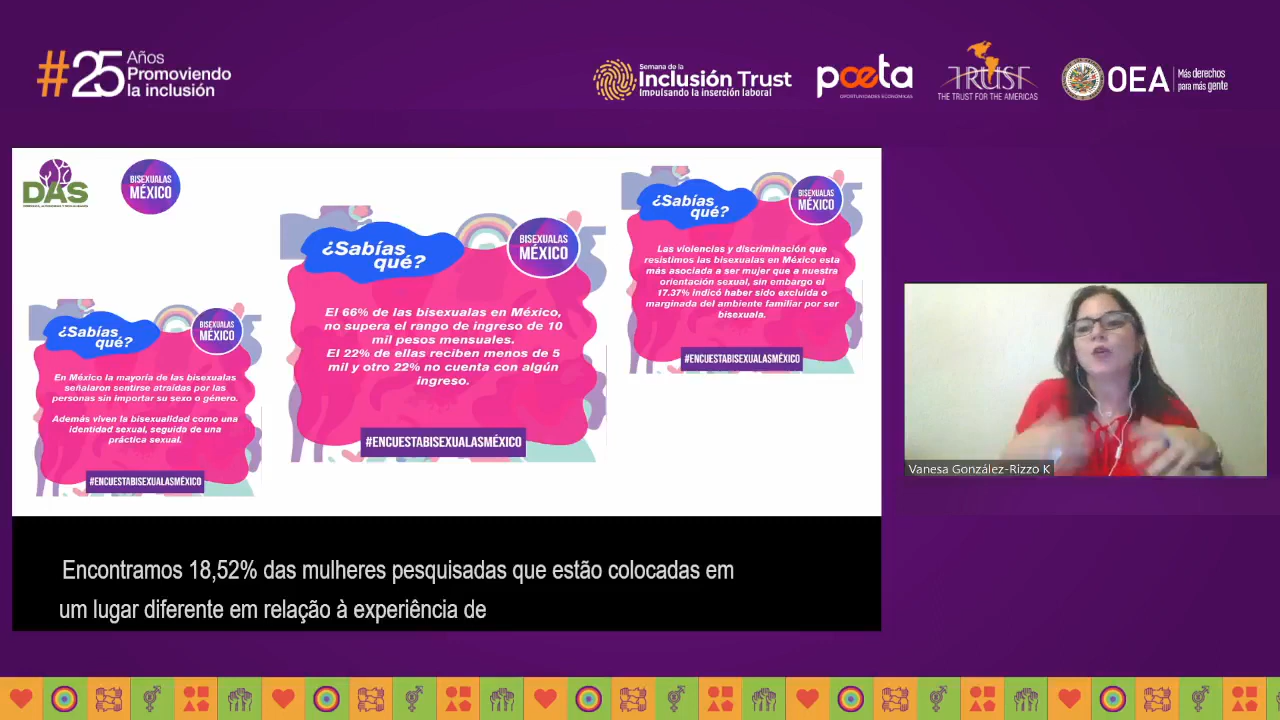 #25 Años
Promoviendo
la inclusión
Semana de la
Inclusión Trust
Impulsando la inserción laboral
poeta
OPORTUNIDADES ECONÓMICAS
TRUST
THE TRUST FOR THE AMERICAS
OEA
Más derechos
para más gente
DAS
BISEXUALAS
MÉXICO
¿Sabías
qué?
BISEXUALAS
MÉXICO
En México la mayoría de las bisexualas
señalaron sentirse atraídas por las
personas sin importar su sexo o género.
Además viven la bisexualidad como una
identidad sexual, seguida de una
práctica sexual.
#ENCUESTABISEXUALASMÉXICO
¿Sabías
qué?
BISEXUALAS
MÉXICO
El 66% de las bisexualas en México,
no supera el rango de ingreso de 10
mil pesos mensuales.
El 22% de ellas reciben menos de 5
mil y otro 22% no cuenta con algún
ingreso.
#ENCUESTABISEXUALASMÉXICO
¿Sabías
qué?
BISEXUALAS
MÉXICO
Las violencias y discriminación que
resistimos las bisexualas en México esta
más asociada a ser mujer que a nuestra
orientación sexual, sin embargo el
17.37% indicó haber sido excluida o
marginada del ambiente familiar por ser
bisexuala.
#ENCUESTABISEXUALASMÉXICO
Vanesa González-Rizzo K
Encontramos 18,52% das mulheres pesquisadas que estão colocadas em
um lugar diferente em relação à experiência de